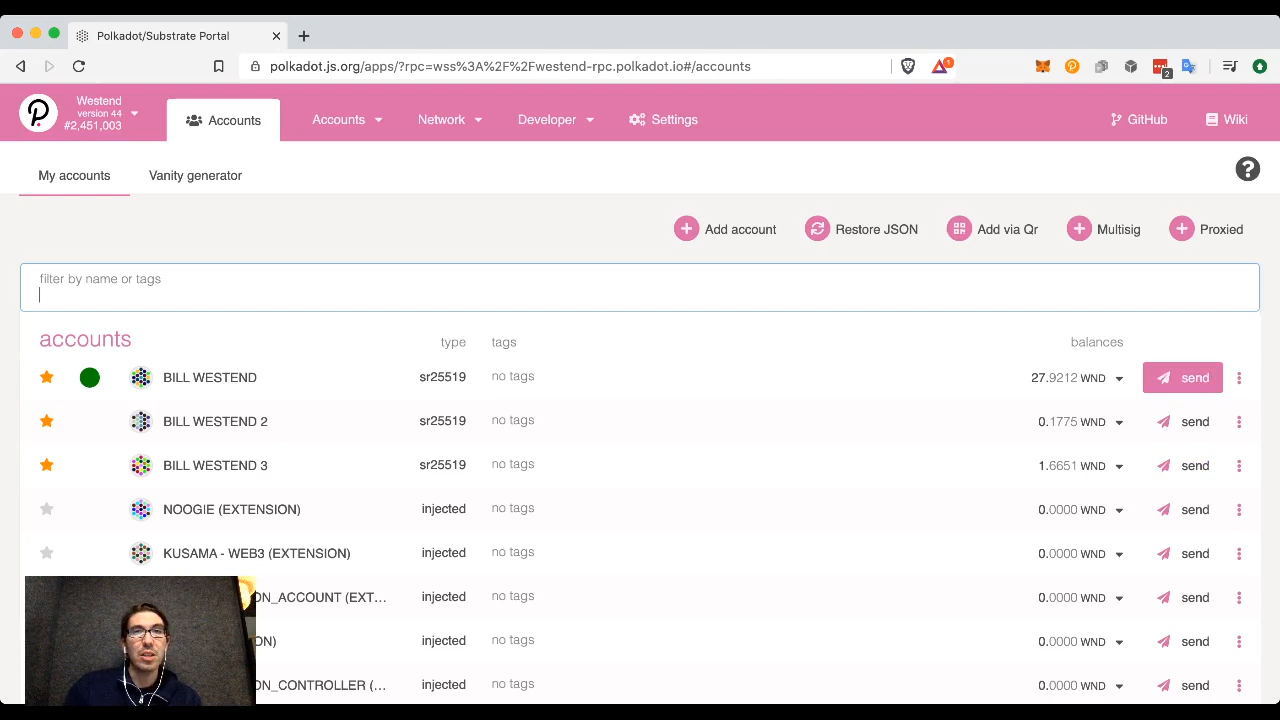 Polkadot/Substrate Portal
polkadot.js.org/apps/?rpc=wss%3A%2F%2Fwestend-rpc.polkadot.io#/accounts
1
2
Westend
version 44
#2,451,003
Accounts
Accounts
Network
Developer
Settings
GitHub
Wiki
My accounts
Vanity generator
?
Add account
Restore JSON
Add via Qr
Multisig
Proxied
filter by name or tags
accounts type tags balances
BILL WESTEND sr25519 no tags 27.9212 WND send
BILL WESTEND 2 sr25519 no tags 0.1775 WND send
BILL WESTEND 3 sr25519 no tags 1.6651 WND send
NOOGIE (EXTENSION) injected no tags 0.0000 WND send
KUSAMA - WEB3 (EXTENSION) injected no tags 0.0000 WND send
ON_ACCOUNT (EXT... injected no tags 0.0000 WND send
ON) injected no tags 0.0000 WND send
ON_CONTROLLER (... injected no tags 0.0000 WND send